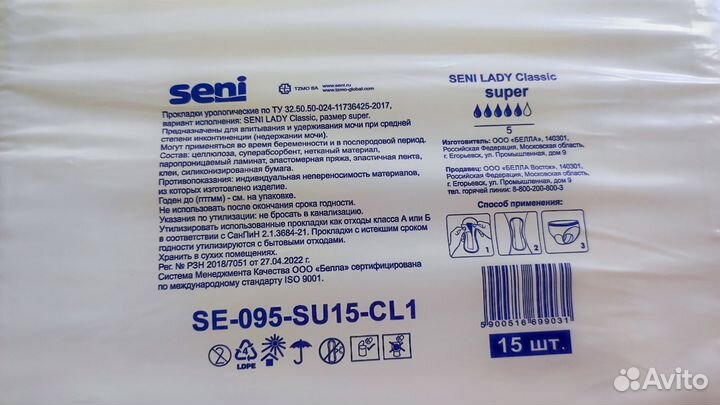 seni
TZMO SA
www.seni.ru
www.tzmo-global.com
Прокладки урологические по ТУ 32.50.50-024-11736425-2017,
вариант исполнения: SENI LADY Classic, размер super.
Предназначены для впитывания и удерживания мочи при средней
степени инконтиненции (недержании мочи).
Могут применяться во время беременности и в послеродовой период.
Состав: целлюлоза, суперабсорбент, нетканый материал,
паропроницаемый ламинат, эластомерная пряжа, эластичная лента,
клеи, силиконизированная бумага.
Противопоказания: индивидуальная непереносимость материалов,
из которых изготовлено изделие.
Годен до (ггггмм) - см. на упаковке.
Не использовать после окончания срока годности.
Указания по утилизации: не бросать в канализацию.
Утилизировать использованные прокладки как отходы класса А или Б
в соответствии с СанПиН 2.1.3684-21. Прокладки с истекшим сроком
годности утилизируются с бытовыми отходами.
Хранить в сухих помещениях.
Рег. № РЗН 2018/7051 от 27.04.2022 г.
Система Менеджмента Качества ООО «Белла» сертифицирована
по международному стандарту ISO 9001.
SE-095-SU15-CL1
4
LDPE
SENI LADY Classic
super
5
Изготовитель: ООО «БЕЛЛА», 140301,
Российская Федерация, Московская область,
г. Егорьевск, ул. Промышленная, дом 9
Продавец: ООО «БЕЛЛА Восток», 140301,
Российская Федерация, Московская область,
г. Егорьевск, ул. Промышленная, дом 9
тел. горячей линии: 8-800-200-800-3
Способ применения:
1 2 3
5900516699031
15 шт.
Avito